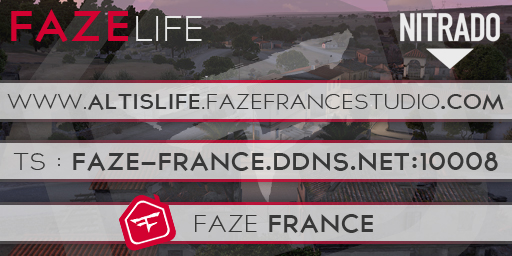 FAZELIFE
NITRADO
WWW.ALTISLIFE.FAZEFRANCESTUDIO.COM
TS : FAZE-FRANCE.DDNS.NET:10008
FAZE FRANCE